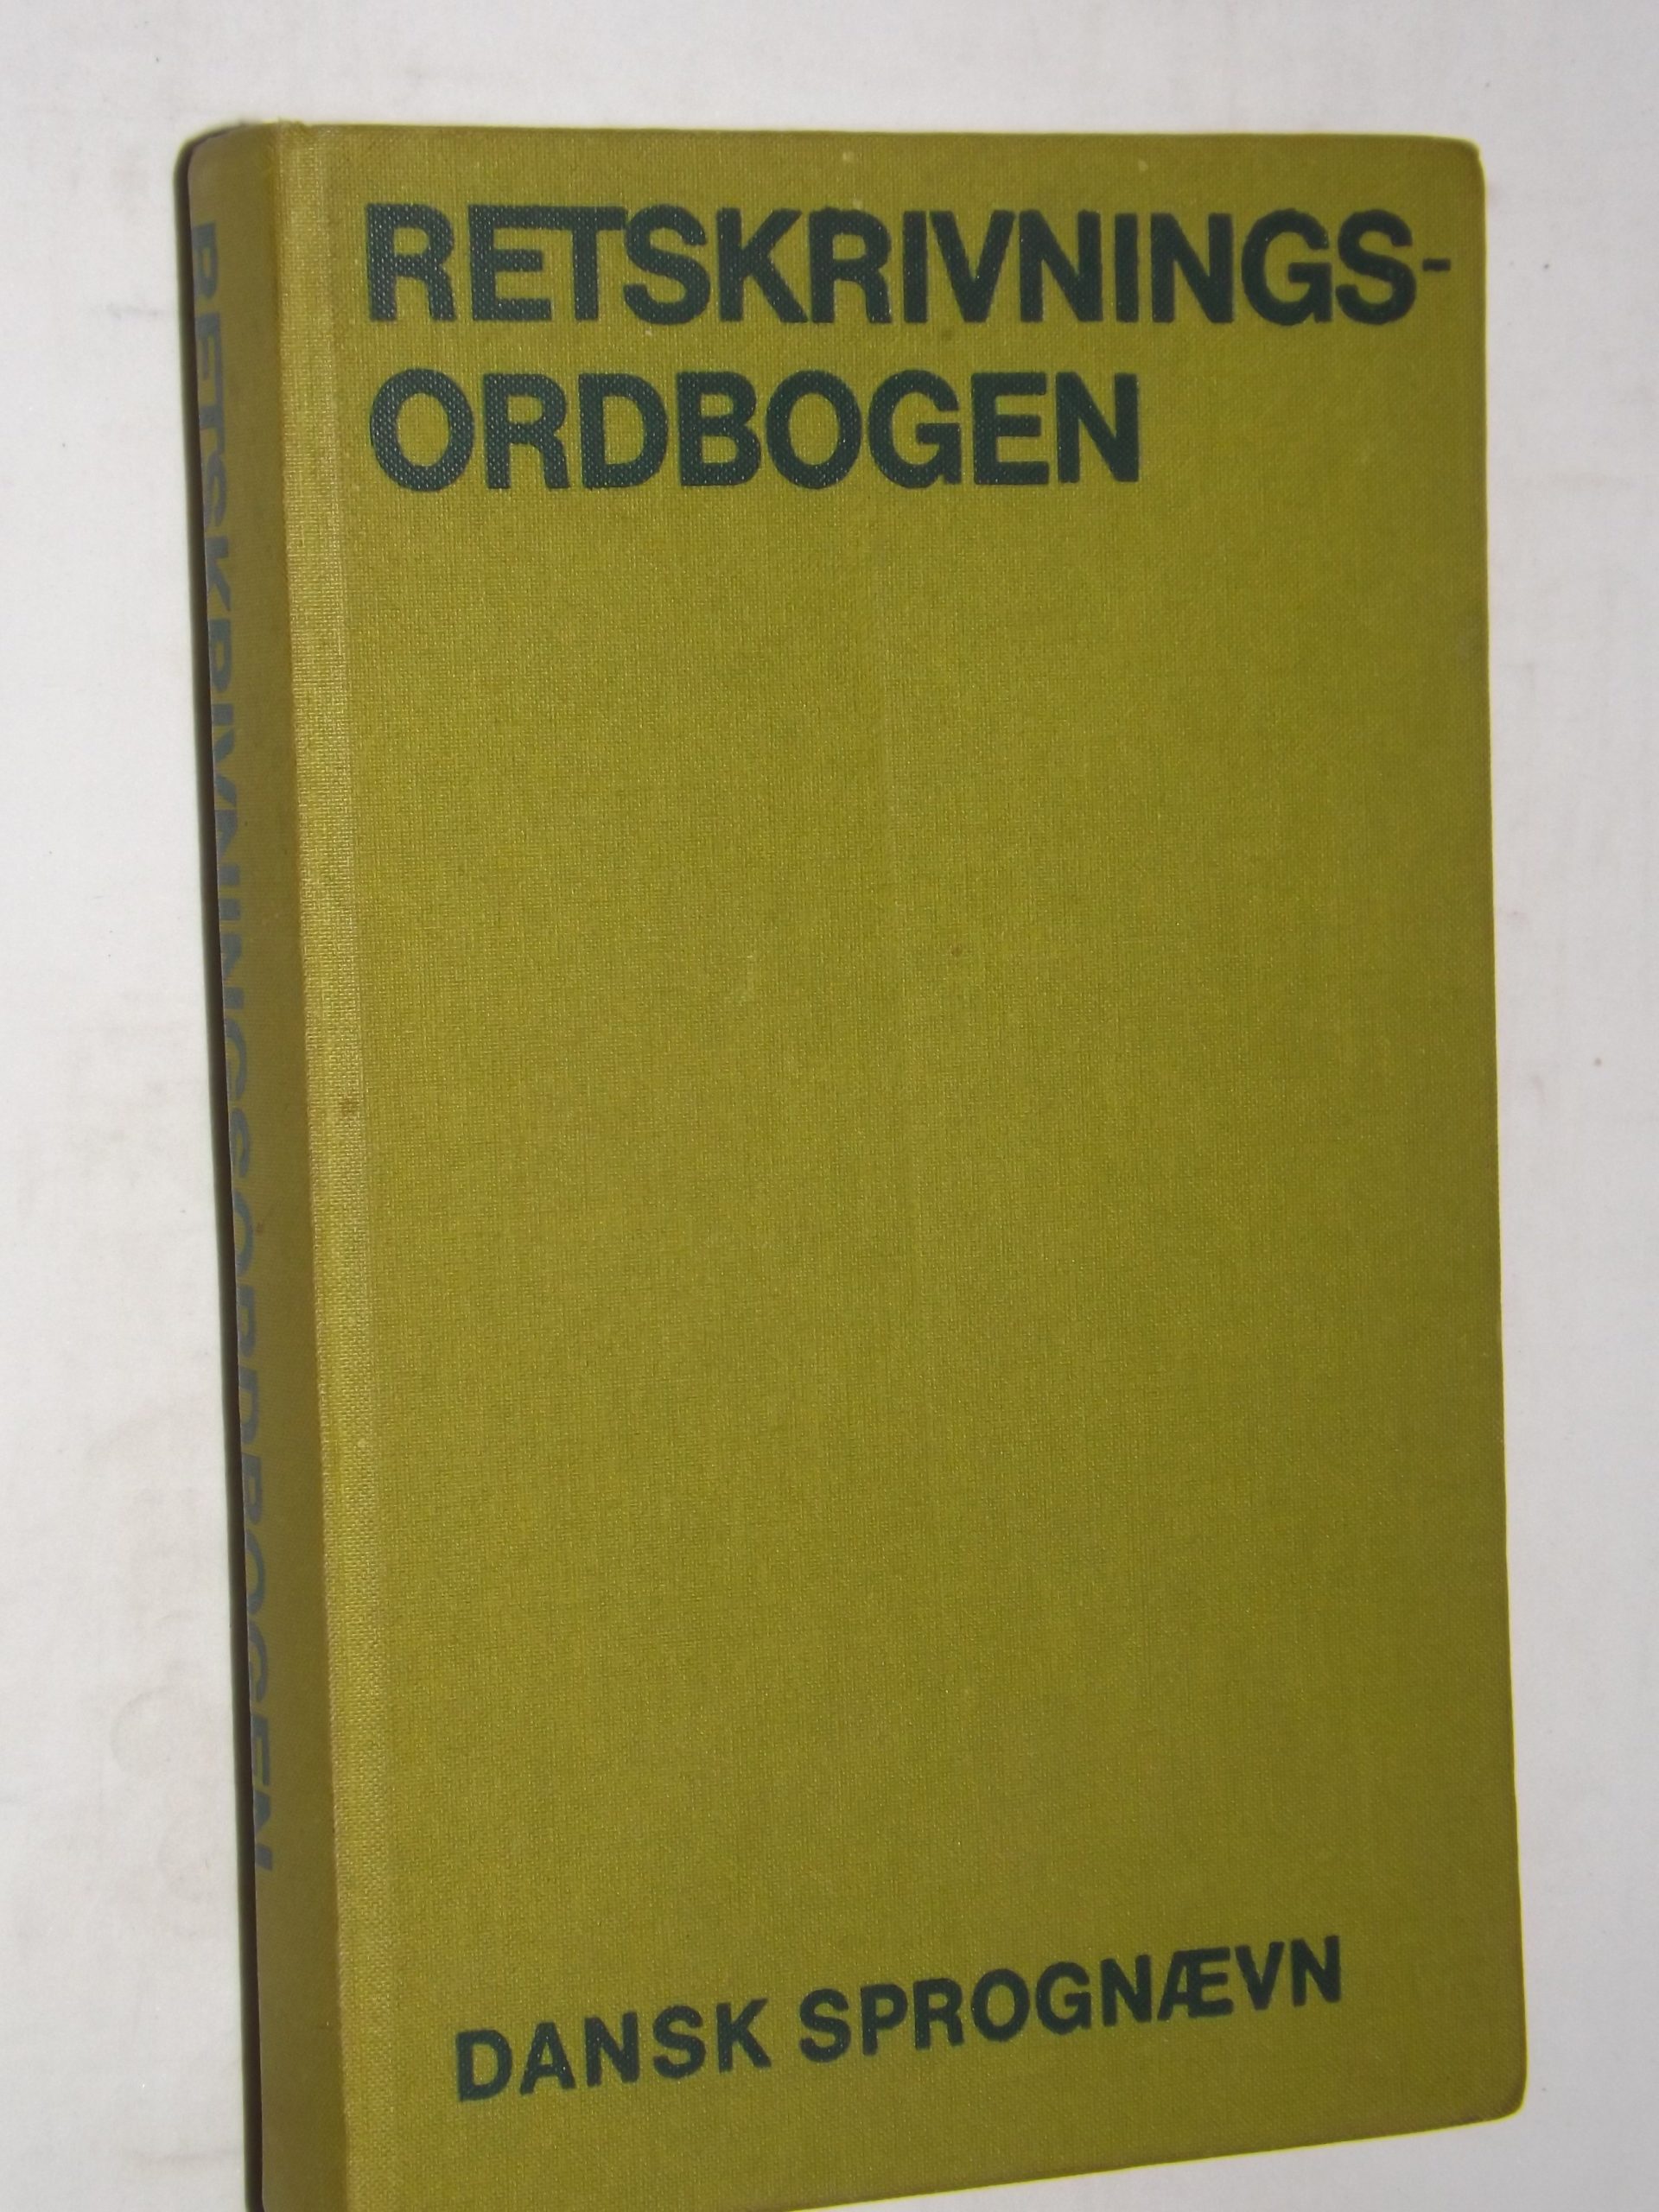 RETSKRIVNINGS-
ORDBOGEN
DANSK SPROGNÆVN
RETSKRIVNINGSORDBOGEN